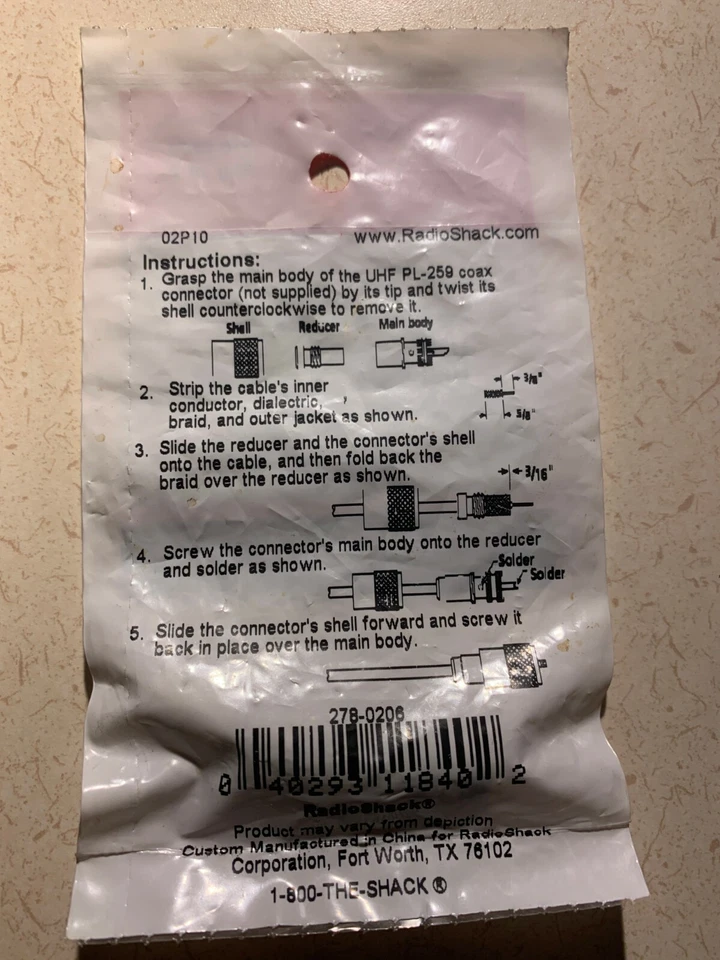 02P10 www.RadioShack.com
Instructions:
1. Grasp the main body of the UHF PL-259 coax
connector (not supplied) by its tip and twist its
shell counterclockwise to remove it.
Shell Reducer Main body
2. Strip the cable's inner
conductor, dialectric,
braid, and outer jacket as shown.
3/8"
5/8"
3. Slide the reducer and the connector's shell
onto the cable, and then fold back the
braid over the reducer as shown.
3/16"
4. Screw the connector's main body onto the reducer
and solder as shown.
Solder
Solder
5. Slide the connector's shell forward and screw it
back in place over the main body.
278-0206
0 40293 11840 2
RadioShack®
Product may vary from depiction
Custom Manufactured in China for RadioShack
Corporation, Fort Worth, TX 76102
1-800-THE-SHACK ®